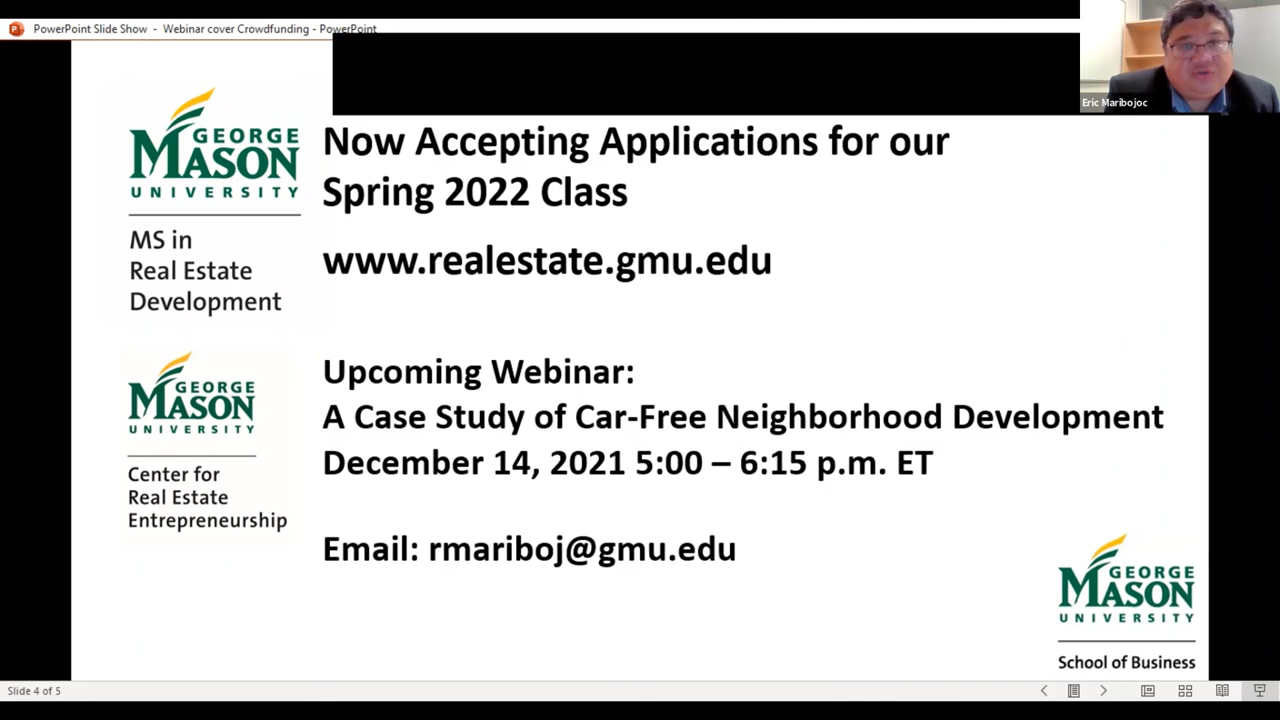 PowerPoint Slide Show - Webinar cover Crowdfunding - PowerPoint
Eric Maribojoc
GEORGE
MASON
UNIVERSITY
MS in
Real Estate
Development
Now Accepting Applications for our
Spring 2022 Class
www.realestate.gmu.edu
GEORGE
MASON
UNIVERSITY
Center for
Real Estate
Entrepreneurship
Upcoming Webinar:
A Case Study of Car-Free Neighborhood Development
December 14, 2021 5:00 – 6:15 p.m. ET
Email: rmariboj@gmu.edu
GEORGE
MASON
UNIVERSITY
School of Business
Slide 4 of 5